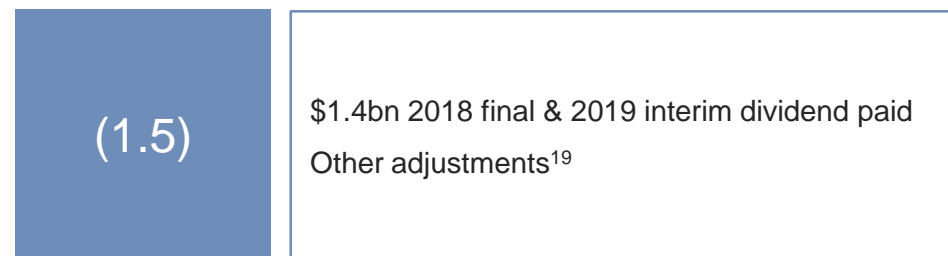 (1.5)
$1.4bn 2018 final & 2019 interim dividend paid
Other adjustments¹⁹